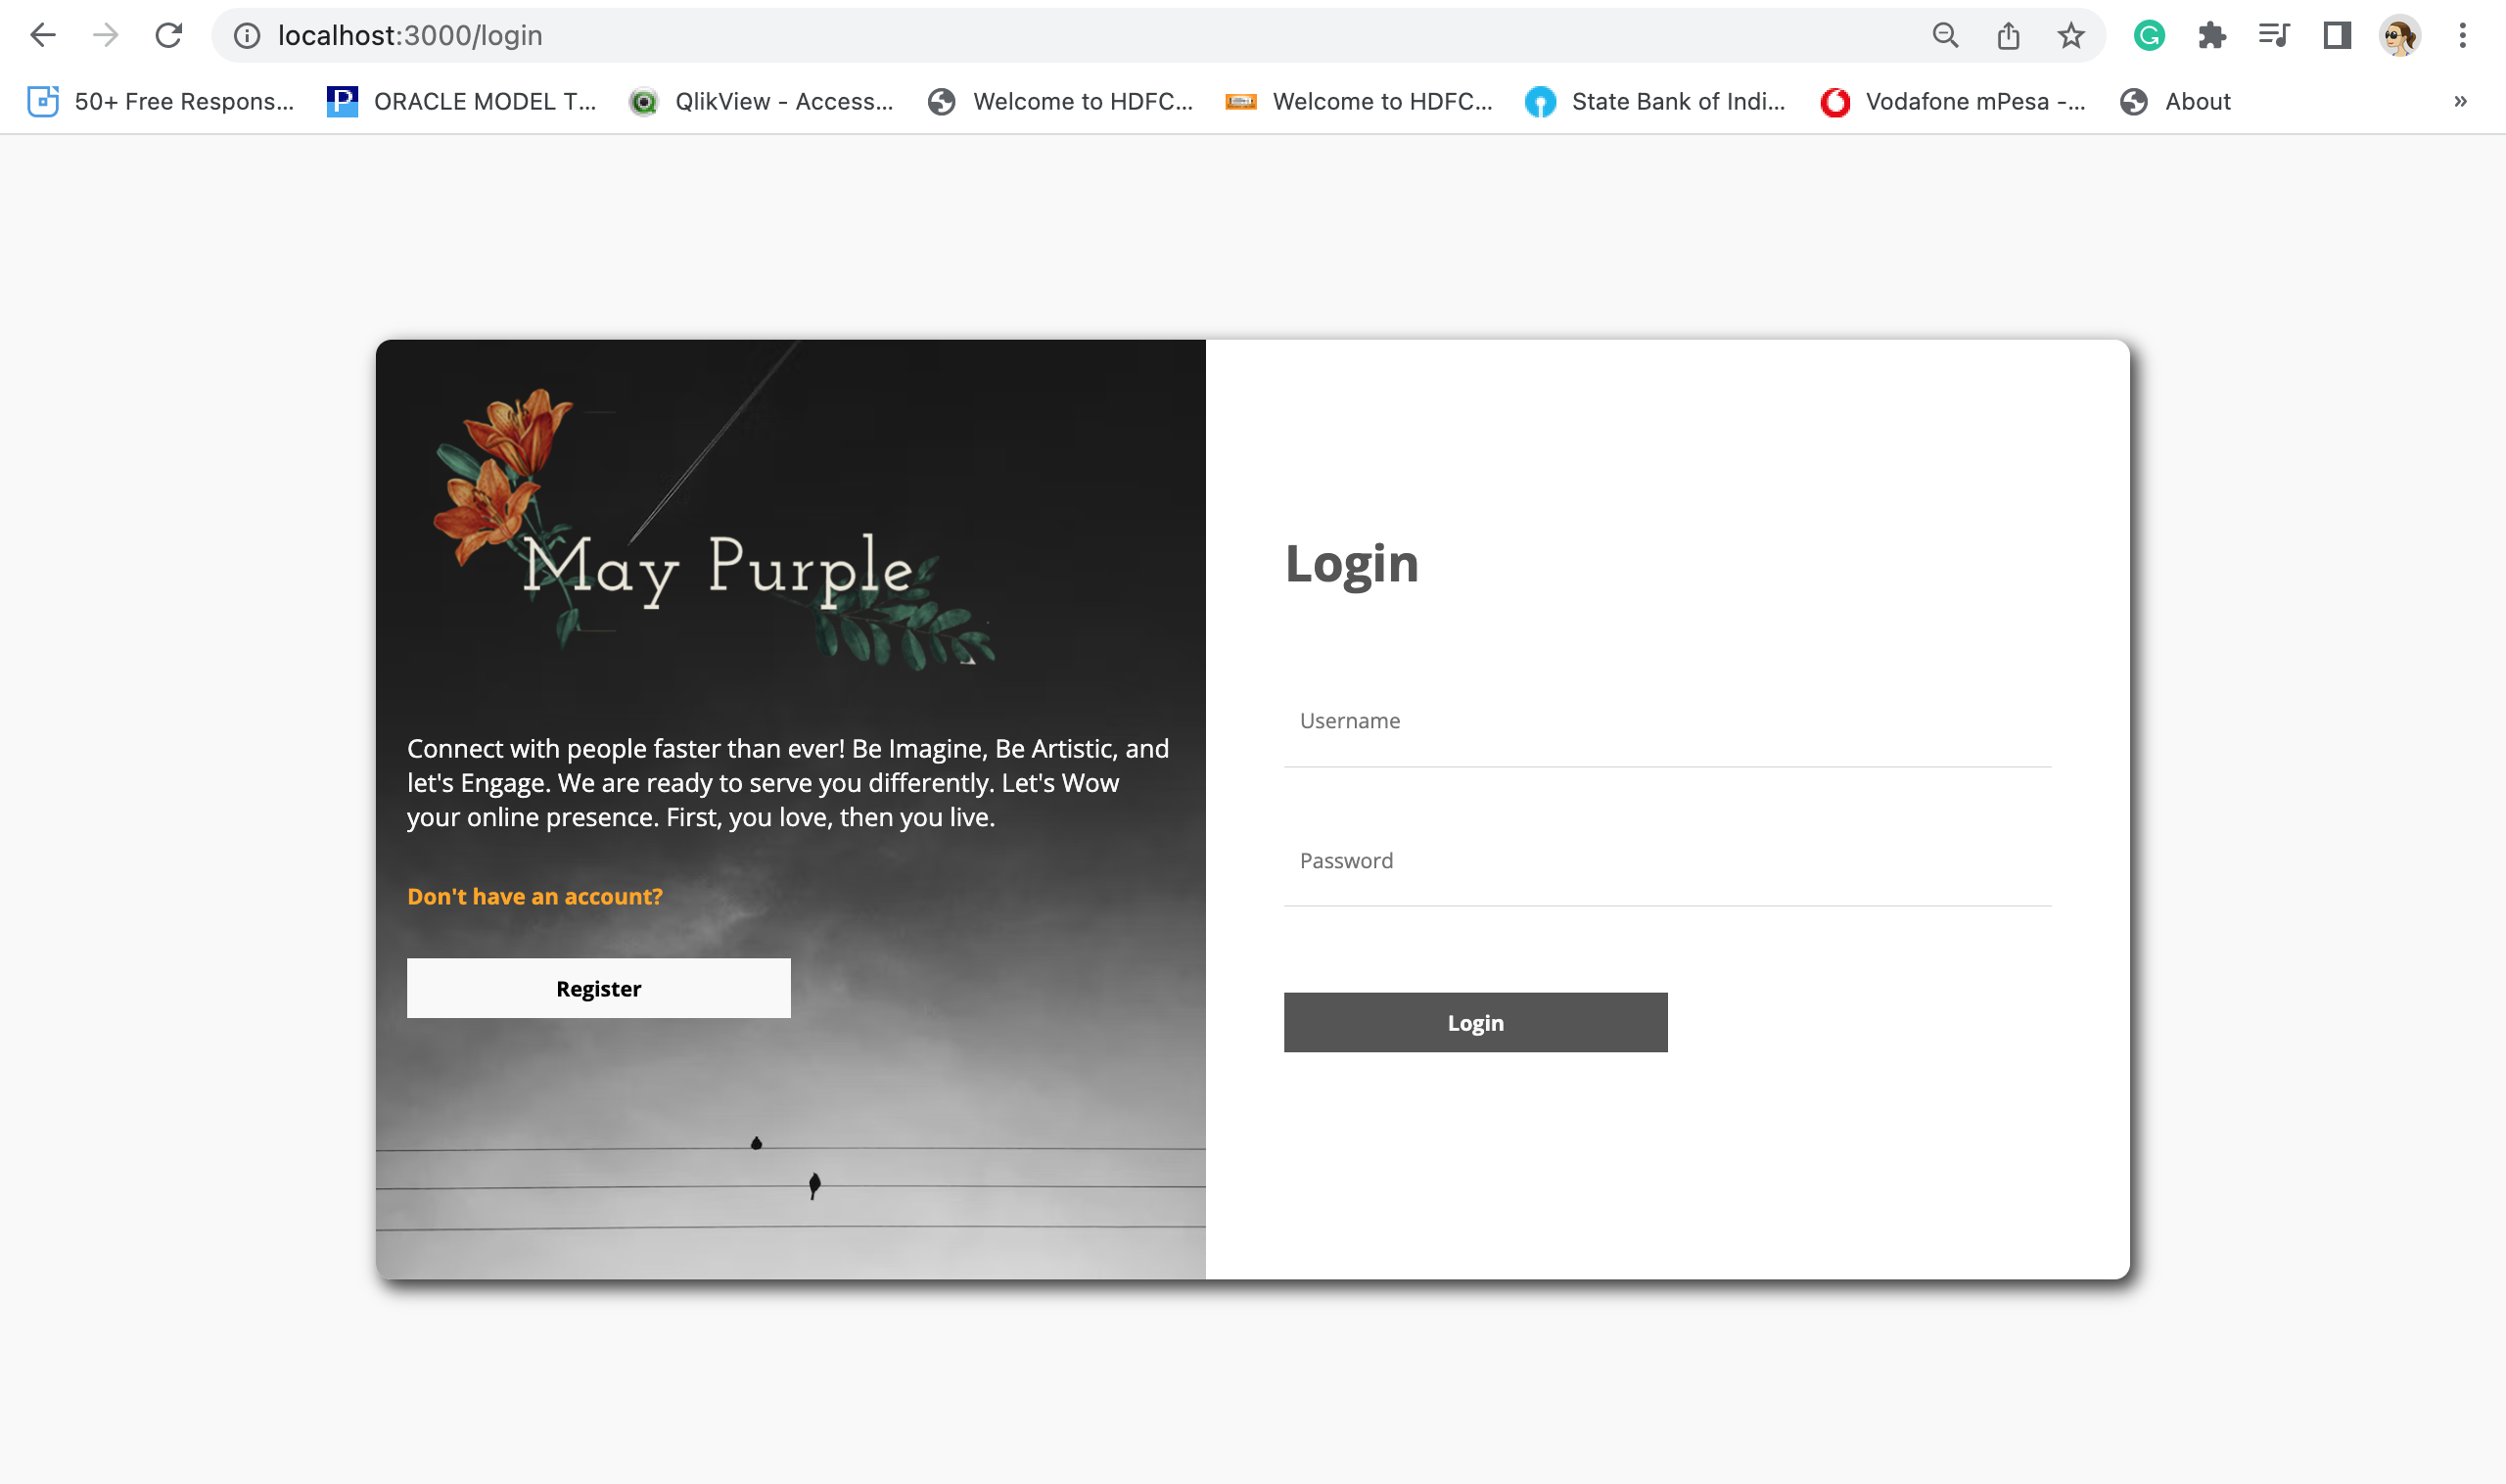 localhost:3000/login
50+ Free Respons... ORACLE MODEL T... QlikView - Access... Welcome to HDFC... Welcome to HDFC... State Bank of Indi... Vodafone mPesa -... About »
May Purple
Connect with people faster than ever! Be Imagine, Be Artistic, and
let's Engage. We are ready to serve you differently. Let's Wow
your online presence. First, you love, then you live.
Don't have an account?
Register
Login
Username
Password
Login